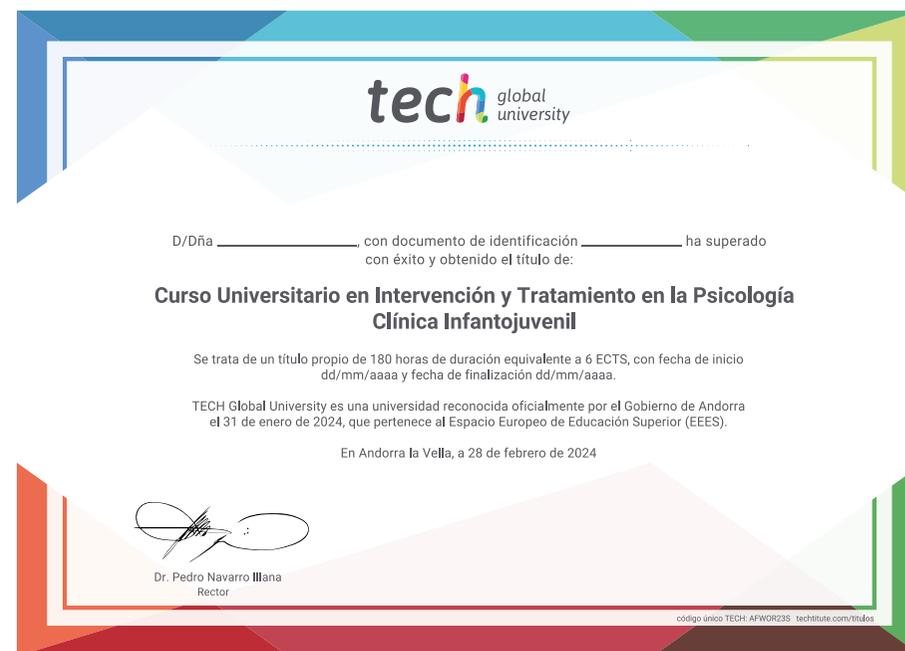 tech global university
D/Dña ____________, con documento de identificación ____________ ha superado
con éxito y obtenido el título de:
Curso Universitario en Intervención y Tratamiento en la Psicología
Clínica Infantojuvenil
Se trata de un título propio de 180 horas de duración equivalente a 6 ECTS, con fecha de inicio
dd/mm/aaaa y fecha de finalización dd/mm/aaaa.
TECH Global University es una universidad reconocida oficialmente por el Gobierno de Andorra
el 31 de enero de 2024, que pertenece al Espacio Europeo de Educación Superior (EEES).
En Andorra la Vella, a 28 de febrero de 2024
Dr. Pedro Navarro Illana
Rector
código único TECH: AFWOR23S techtitute.com/titulos